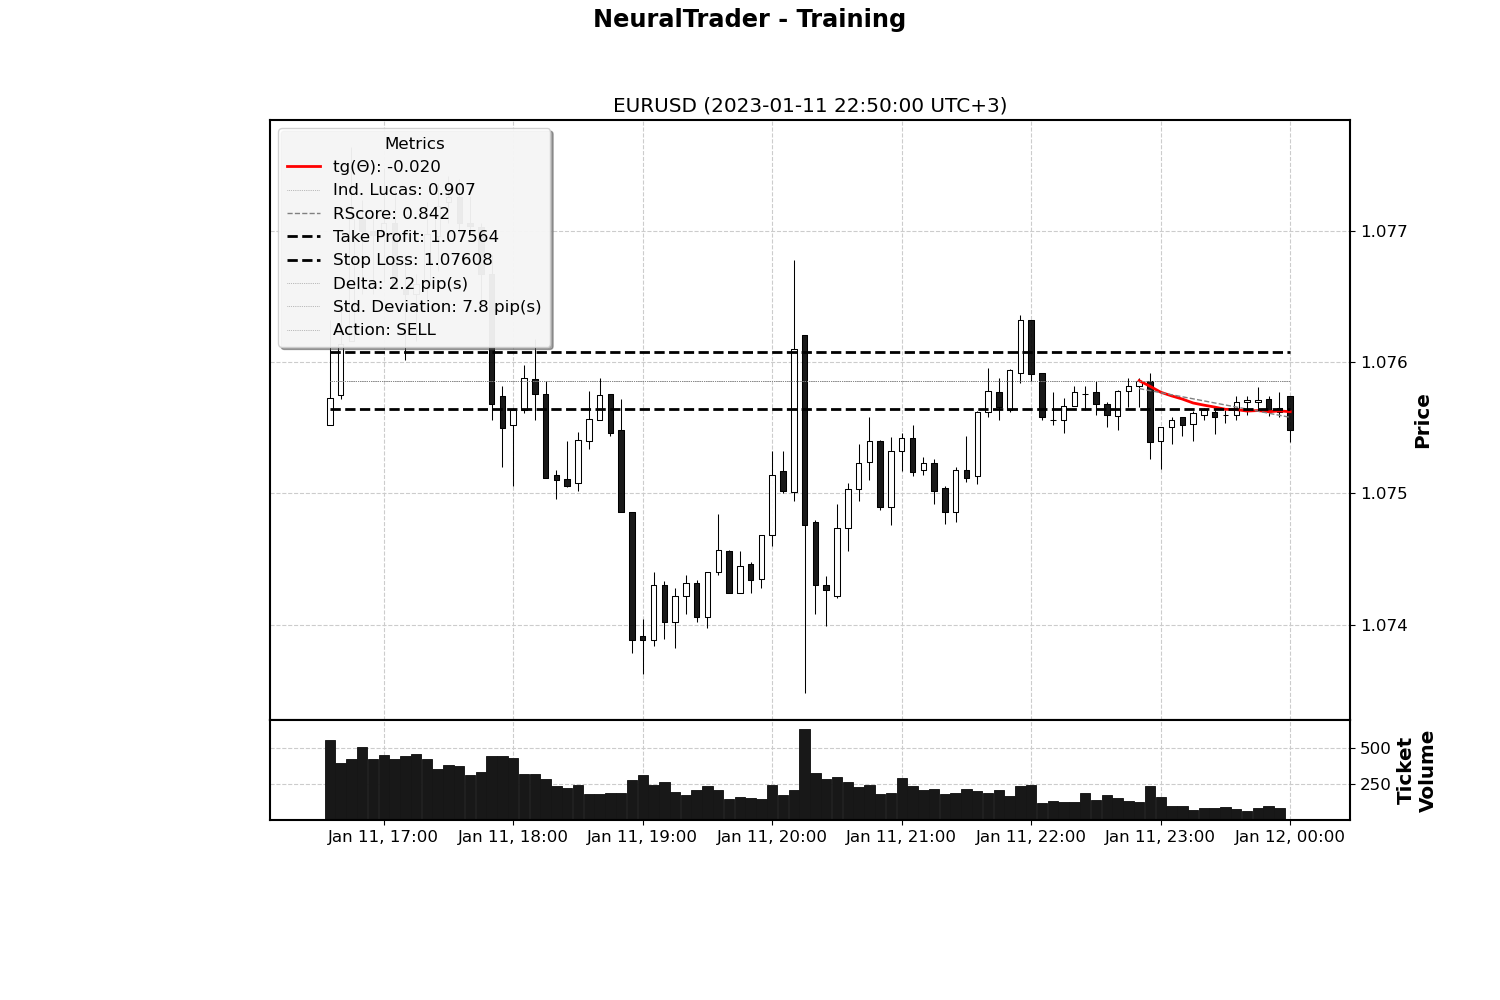 NeuralTrader - Training
EURUSD (2023-01-11 22:50:00 UTC+3)
Metrics
tg(Θ): -0.020
Ind. Lucas: 0.907
RScore: 0.842
Take Profit: 1.07564
Stop Loss: 1.07608
Delta: 2.2 pip(s)
Std. Deviation: 7.8 pip(s)
Action: SELL
1.077
1.076
1.075
1.074
Price
500
250
Ticket
Volume
Jan 11, 17:00
Jan 11, 18:00
Jan 11, 19:00
Jan 11, 20:00
Jan 11, 21:00
Jan 11, 22:00
Jan 11, 23:00
Jan 12, 00:00